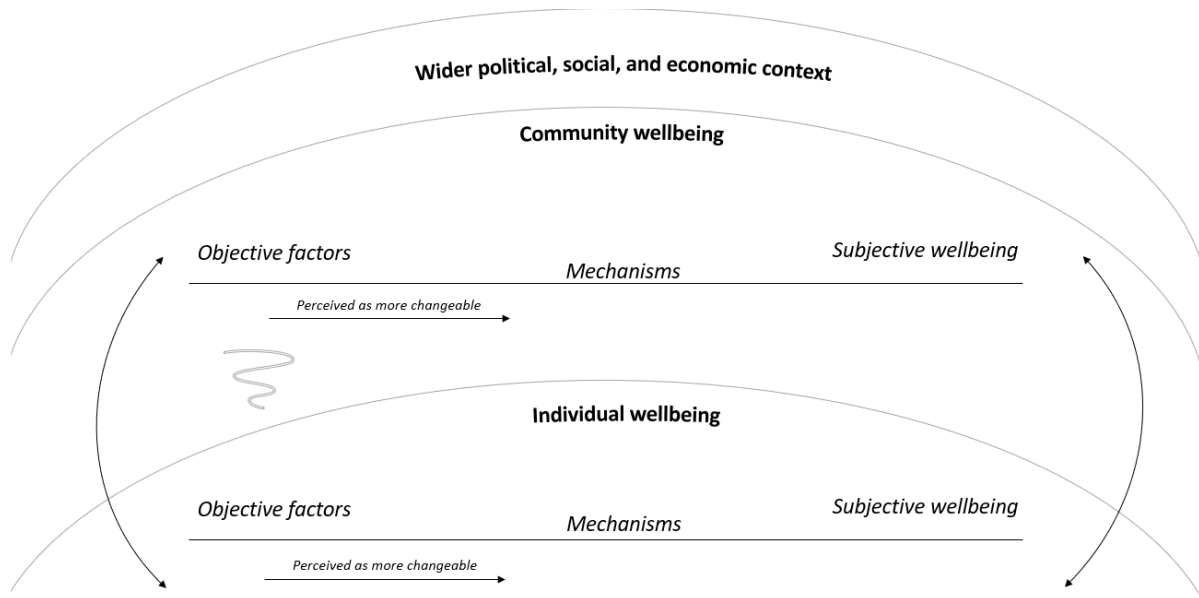 Wider political, social, and economic context
Community wellbeing
Objective factors
Mechanisms
Subjective wellbeing
Perceived as more changeable
Individual wellbeing
Objective factors
Mechanisms
Subjective wellbeing
Perceived as more changeable